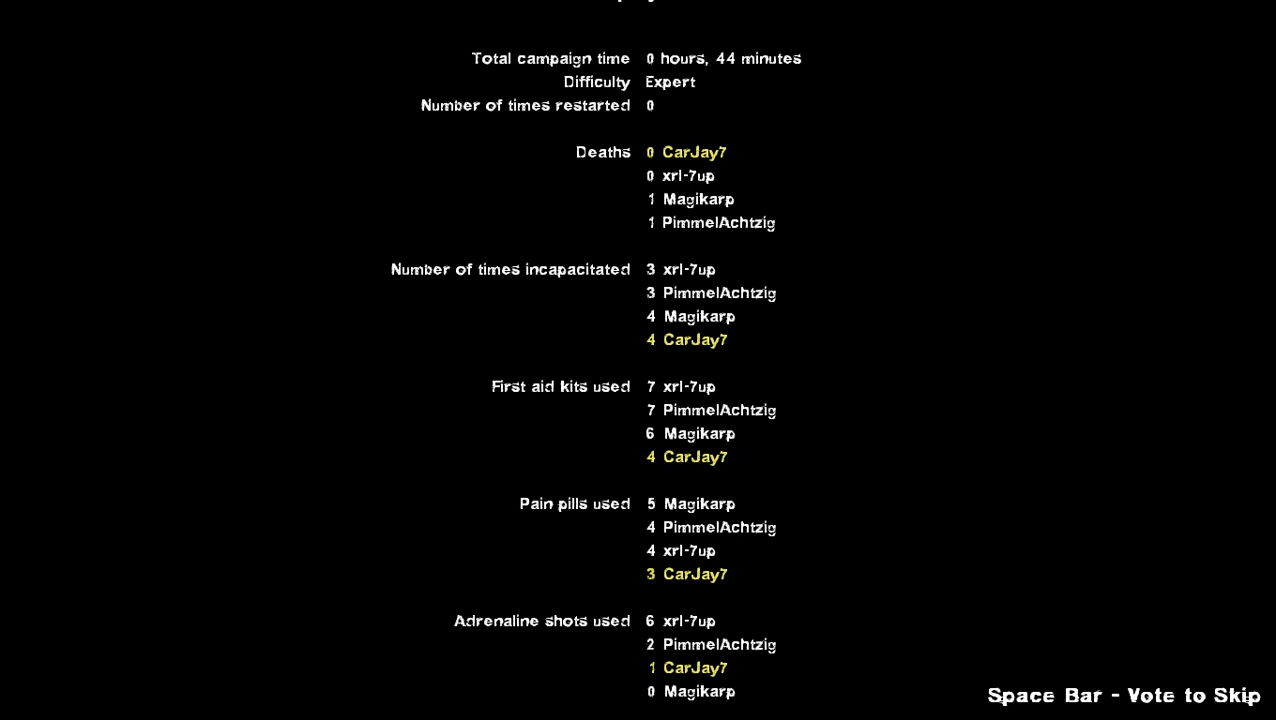 Total campaign time 0 hours, 44 minutes
Difficulty Expert
Number of times restarted 0
Deaths 0 CarJay7
0 xrl-7up
1 Magikarp
1 PimmelAchtzig
Number of times incapacitated 3 xrl-7up
3 PimmelAchtzig
4 Magikarp
4 CarJay7
First aid kits used 7 xrl-7up
7 PimmelAchtzig
6 Magikarp
4 CarJay7
Pain pills used 5 Magikarp
4 PimmelAchtzig
4 xrl-7up
3 CarJay7
Adrenaline shots used 6 xrl-7up
2 PimmelAchtzig
1 CarJay7
0 Magikarp
Space Bar - Vote to Skip